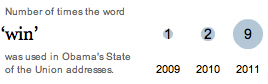 Number of times the word
‘win’
was used in Obama's State
of the Union addresses.
1 2 9
2009 2010 2011